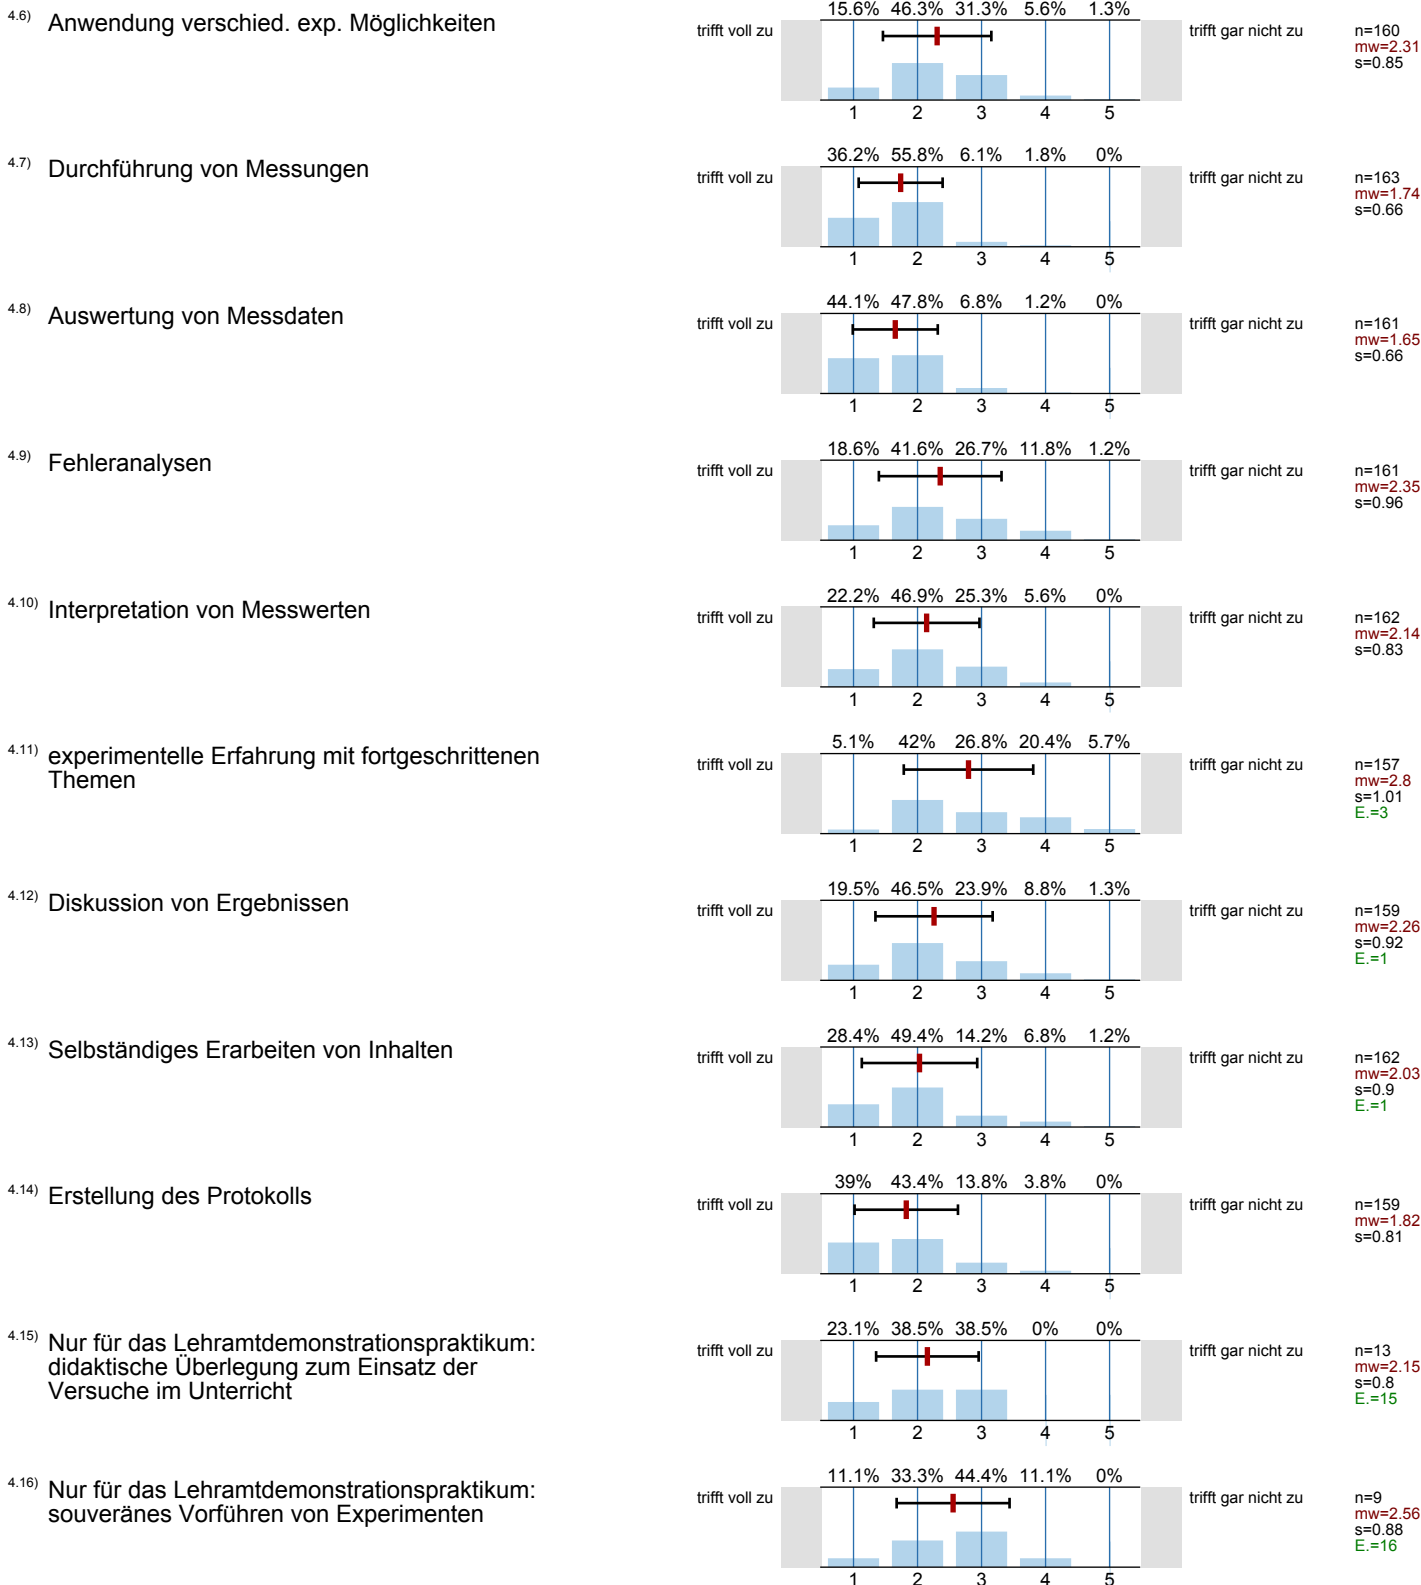 4.6) Anwendung verschied. exp. Möglichkeiten
15.6% 46.3% 31.3% 5.6% 1.3%
trifft voll zu
trifft gar nicht zu
n=160
mw=2.31
s=0.85
1 2 3 4 5
4.7) Durchführung von Messungen
36.2% 55.8% 6.1% 1.8% 0%
trifft voll zu
trifft gar nicht zu
n=163
mw=1.74
s=0.66
1 2 3 4 5
4.8) Auswertung von Messdaten
44.1% 47.8% 6.8% 1.2% 0%
trifft voll zu
trifft gar nicht zu
n=161
mw=1.65
s=0.66
1 2 3 4 5
4.9) Fehleranalysen
18.6% 41.6% 26.7% 11.8% 1.2%
trifft voll zu
trifft gar nicht zu
n=161
mw=2.35
s=0.96
1 2 3 4 5
4.10) Interpretation von Messwerten
22.2% 46.9% 25.3% 5.6% 0%
trifft voll zu
trifft gar nicht zu
n=162
mw=2.14
s=0.83
1 2 3 4 5
4.11) experimentelle Erfahrung mit fortgeschrittenen
Themen
5.1% 42% 26.8% 20.4% 5.7%
trifft voll zu
trifft gar nicht zu
n=157
mw=2.8
s=1.01
E.=3
1 2 3 4 5
4.12) Diskussion von Ergebnissen
19.5% 46.5% 23.9% 8.8% 1.3%
trifft voll zu
trifft gar nicht zu
n=159
mw=2.26
s=0.92
E.=1
1 2 3 4 5
4.13) Selbständiges Erarbeiten von Inhalten
28.4% 49.4% 14.2% 6.8% 1.2%
trifft voll zu
trifft gar nicht zu
n=162
mw=2.03
s=0.9
E.=1
1 2 3 4 5
4.14) Erstellung des Protokolls
39% 43.4% 13.8% 3.8% 0%
trifft voll zu
trifft gar nicht zu
n=159
mw=1.82
s=0.81
1 2 3 4 5
4.15) Nur für das Lehramtdemonstrationspraktikum:
didaktische Überlegung zum Einsatz der
Versuche im Unterricht
23.1% 38.5% 38.5% 0% 0%
trifft voll zu
trifft gar nicht zu
n=13
mw=2.15
s=0.8
E.=15
1 2 3 4 5
4.16) Nur für das Lehramtdemonstrationspraktikum:
souveränes Vorführen von Experimenten
11.1% 33.3% 44.4% 11.1% 0%
trifft voll zu
trifft gar nicht zu
n=9
mw=2.56
s=0.88
E.=16
1 2 3 4 5